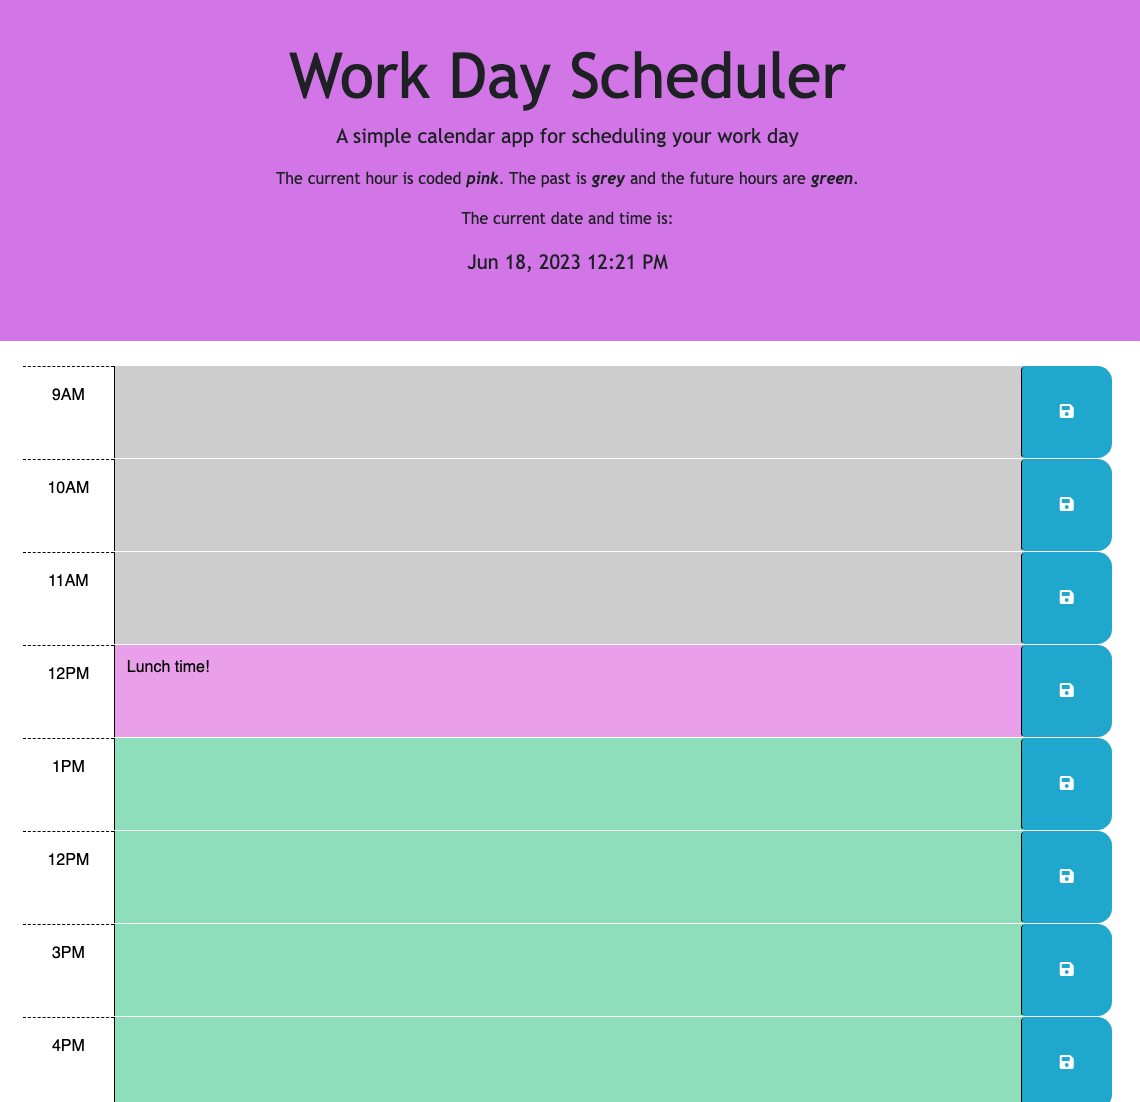 Work Day Scheduler
A simple calendar app for scheduling your work day
The current hour is coded pink. The past is grey and the future hours are green.
The current date and time is:
Jun 18, 2023 12:21 PM
9AM
10AM
11AM
12PM Lunch time!
1PM
12PM
3PM
4PM